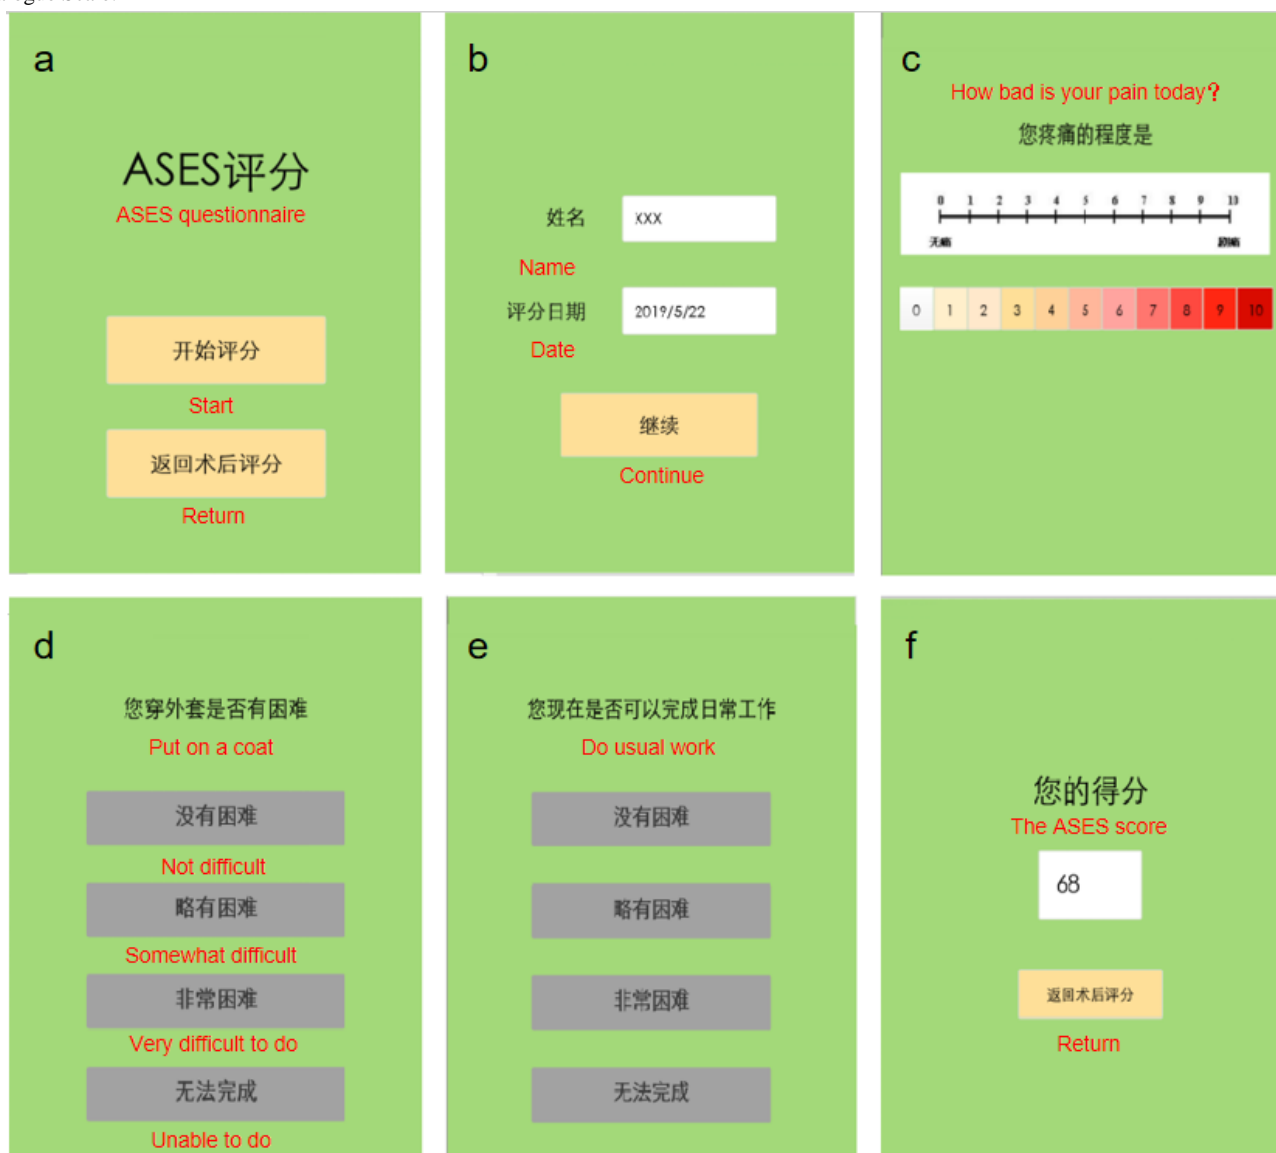 a
ASES评分
ASES questionnaire
开始评分
Start
返回术后评分
Return
b
姓名 XXX
Name
评分日期 2019/5/22
Date
继续
Continue
c
How bad is your pain today?
您疼痛的程度是
0 1 2 3 4 5 6 7 8 9 10
无痛 剧痛
0 1 2 3 4 5 6 7 8 9 10
d
您穿外套是否有困难
Put on a coat
没有困难
Not difficult
略有困难
Somewhat difficult
非常困难
Very difficult to do
无法完成
Unable to do
e
您现在是否可以完成日常工作
Do usual work
没有困难
略有困难
非常困难
无法完成
f
您的得分
The ASES score
68
返回术后评分
Return